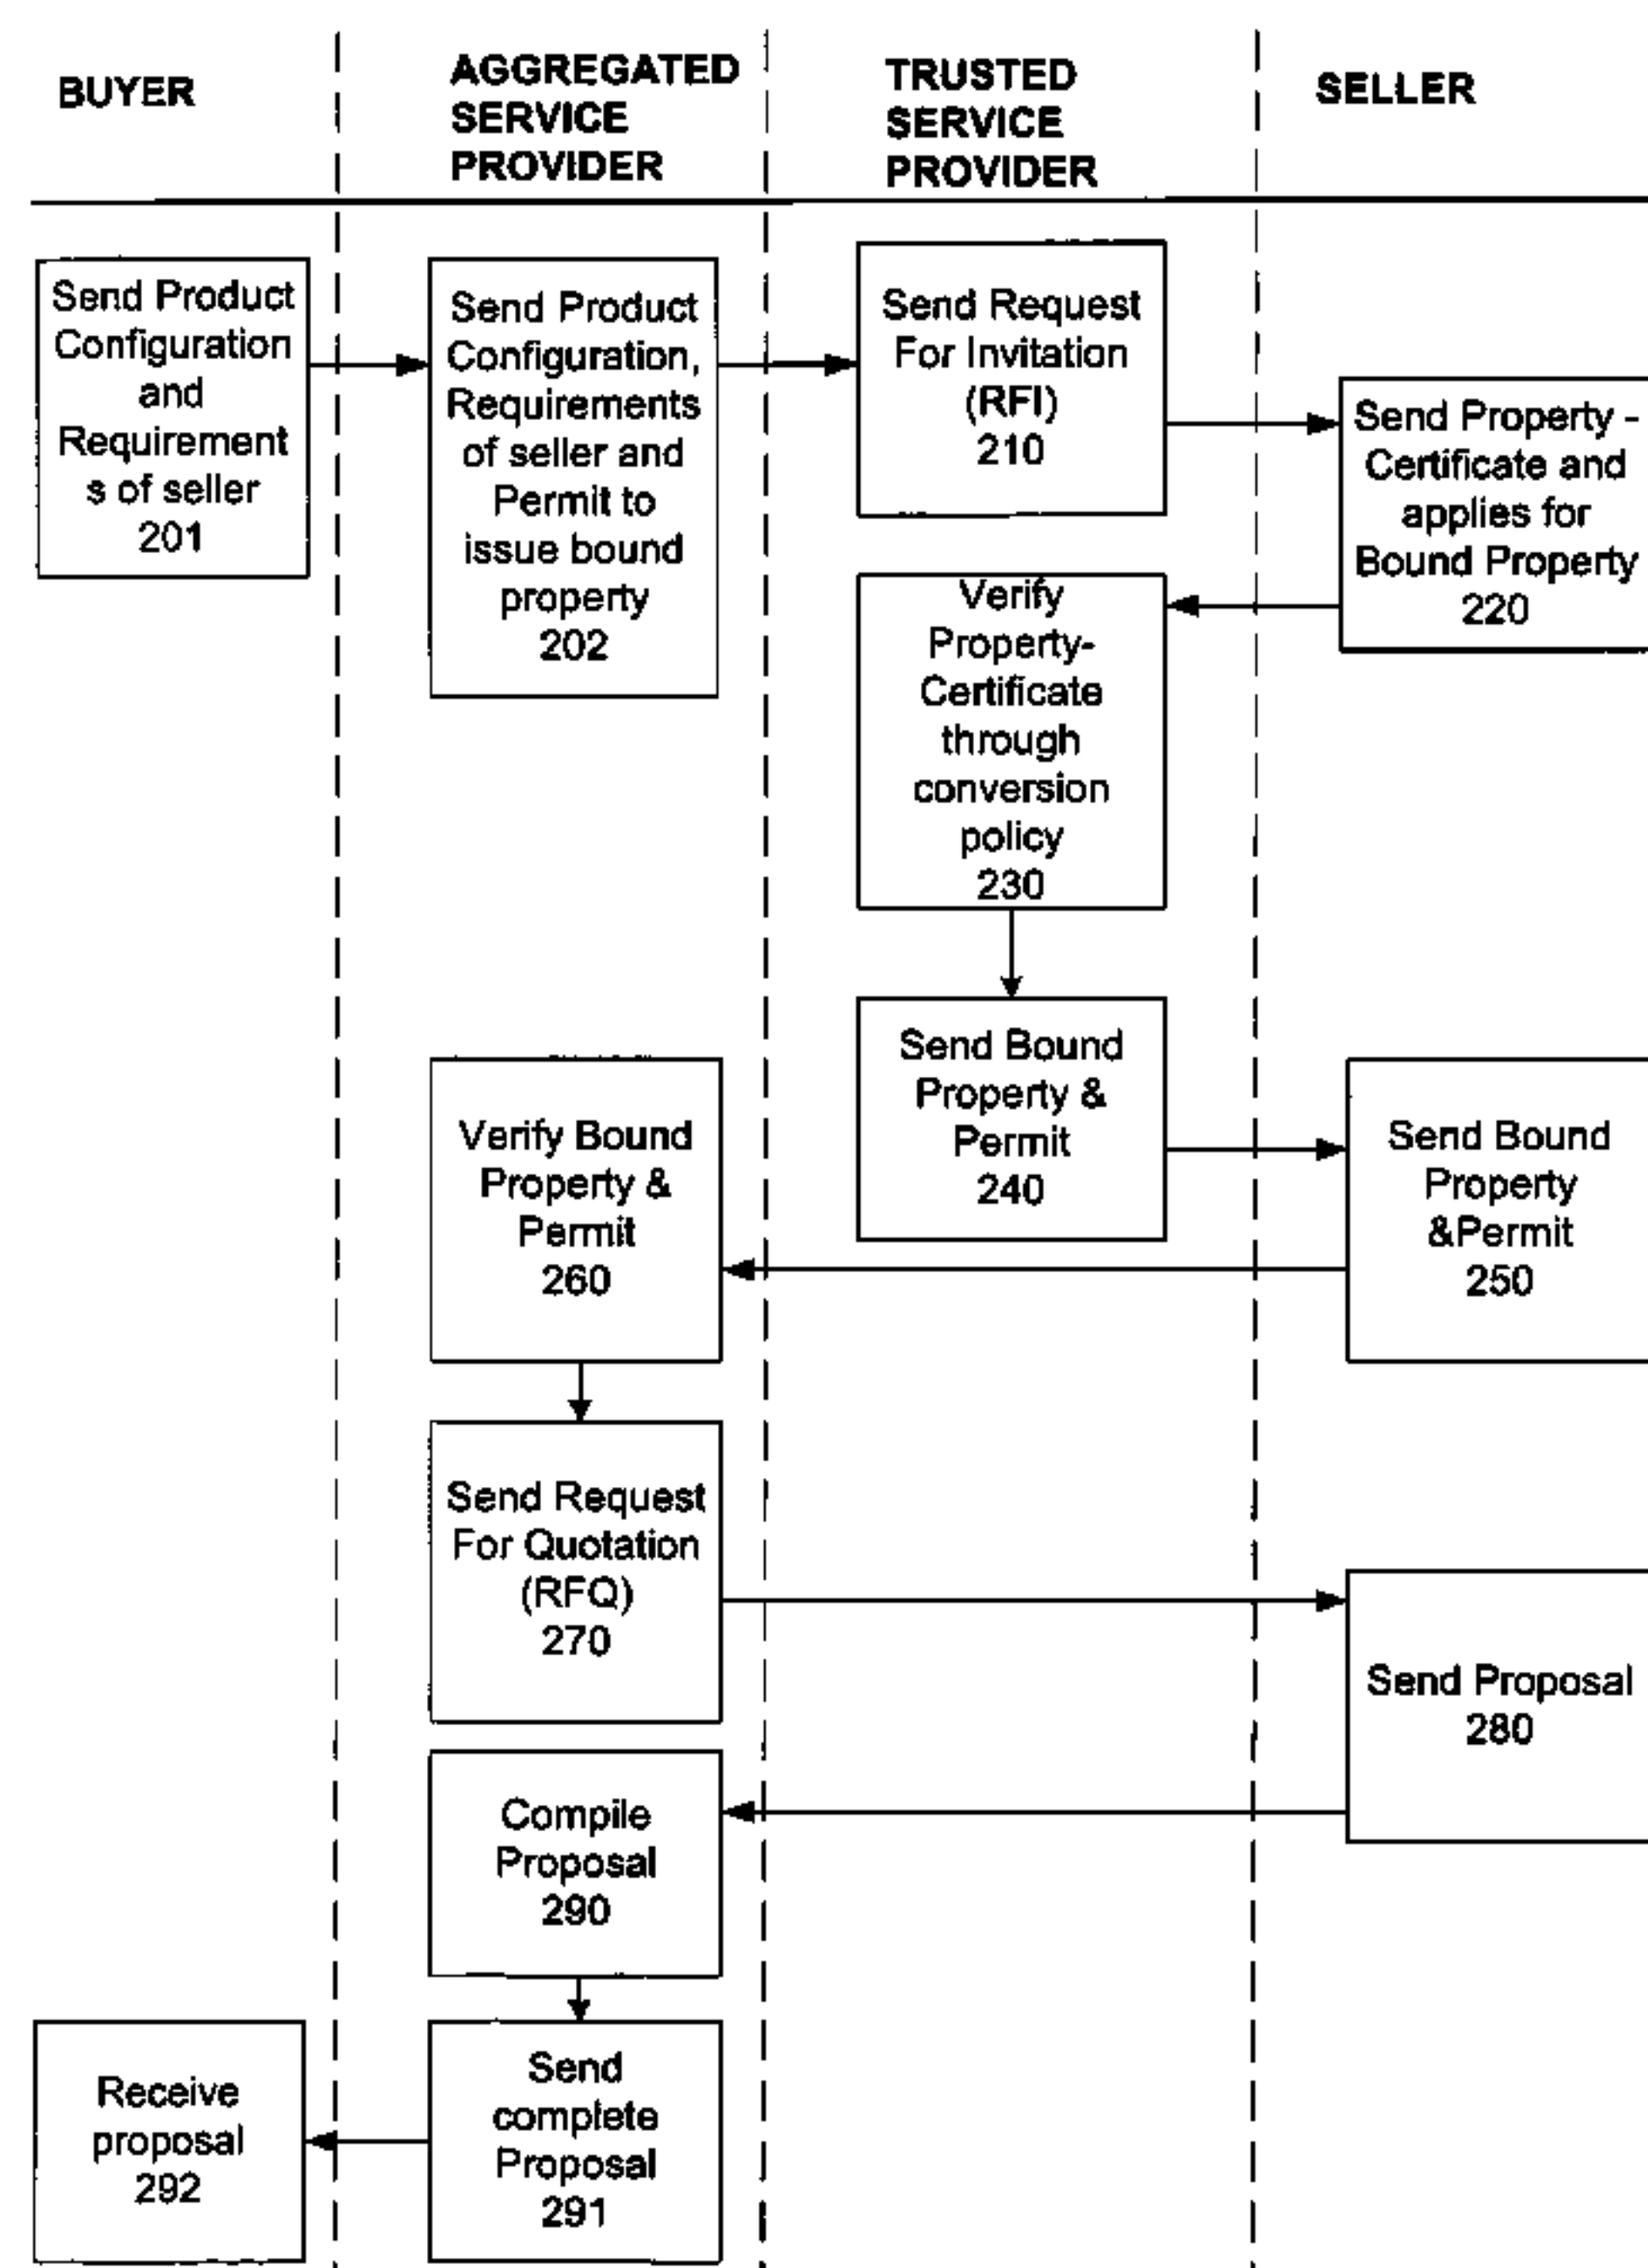 BUYER
AGGREGATED
SERVICE
PROVIDER
TRUSTED
SERVICE
PROVIDER
SELLER
Send Product
Configuration
and
Requirement
s of seller
201
Send Product
Configuration,
Requirements
of seller and
Permit to
issue bound
property
202
Send Request
For Invitation
(RFI)
210
Send Property -
Certificate and
applies for
Bound Property
220
Verify
Property-
Certificate
through
conversion
policy
230
Send Bound
Property &
Permit
240
Send Bound
Property
&Permit
250
Verify Bound
Property &
Permit
260
Send Request
For Quotation
(RFQ)
270
Send Proposal
280
Compile
Proposal
290
Send
complete
Proposal
291
Receive
proposal
292